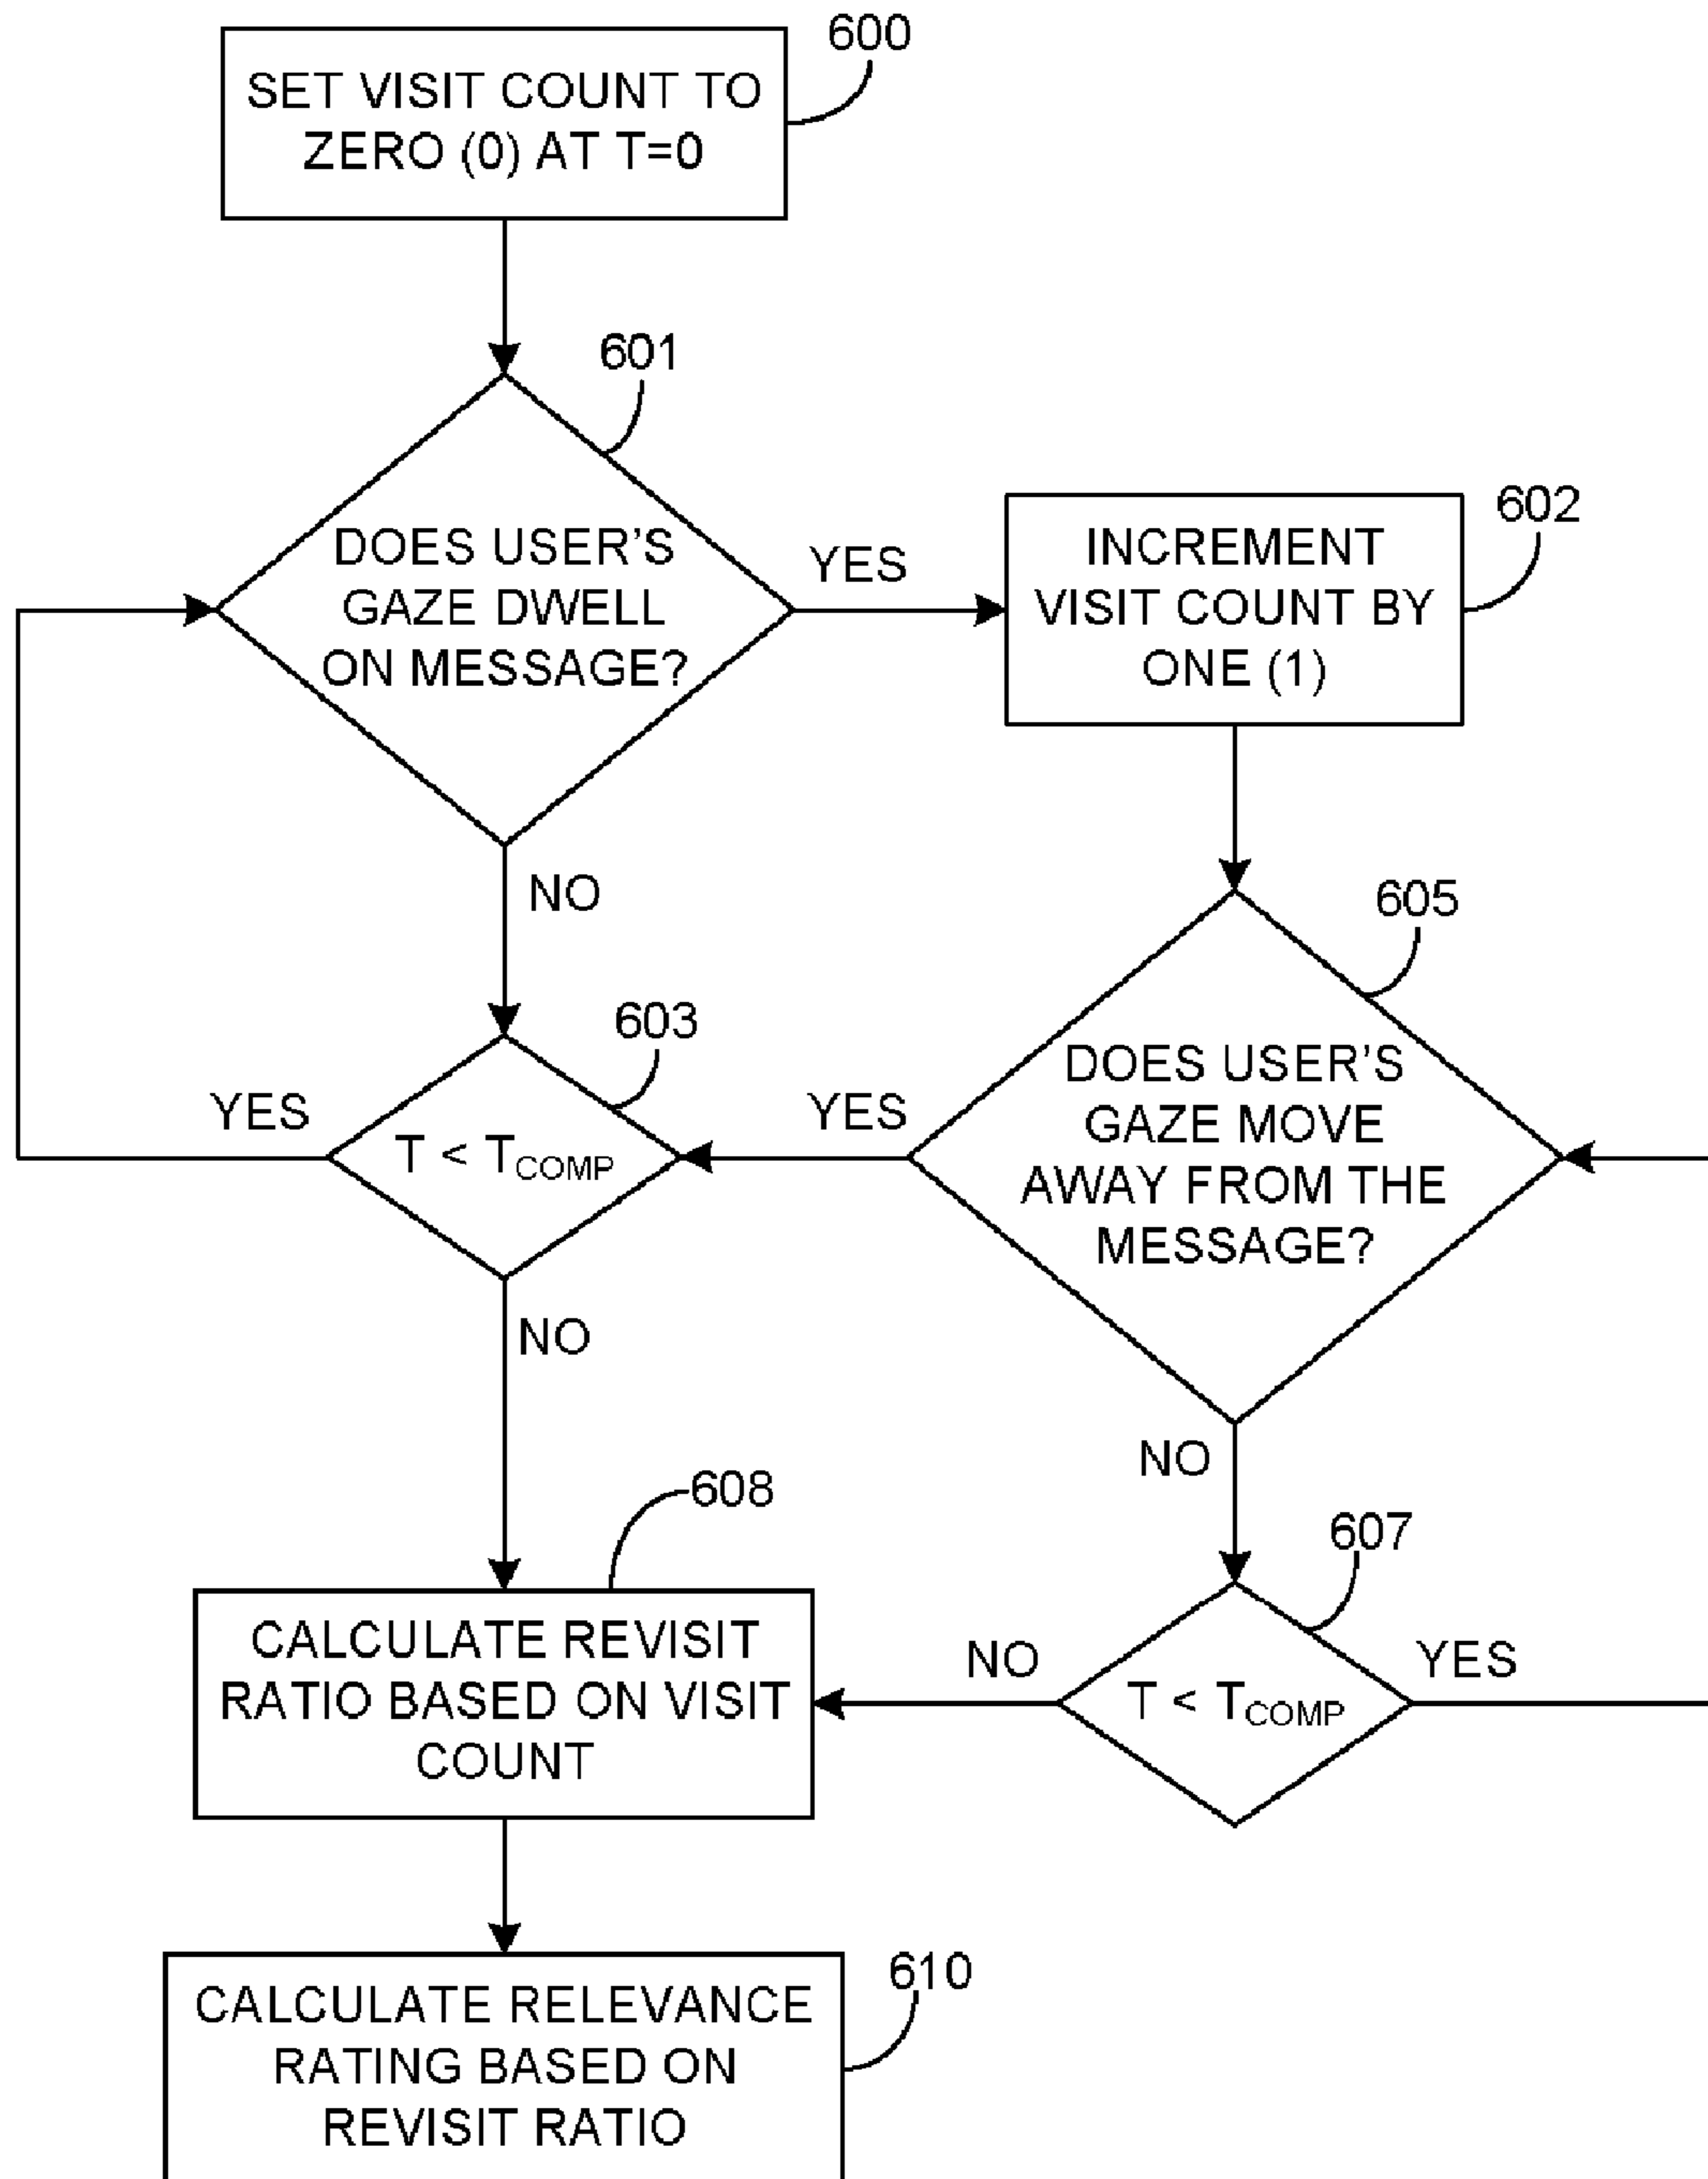 600
SET VISIT COUNT TO
ZERO (0) AT T=0
601
DOES USER'S
GAZE DWELL
ON MESSAGE?
YES
602
INCREMENT
VISIT COUNT BY
ONE (1)
NO
605
DOES USER'S
GAZE MOVE
AWAY FROM THE
MESSAGE?
YES
603
T < TCOMP
YES
NO
NO
607
T < TCOMP
YES
NO
608
CALCULATE REVISIT
RATIO BASED ON VISIT
COUNT
610
CALCULATE RELEVANCE
RATING BASED ON
REVISIT RATIO